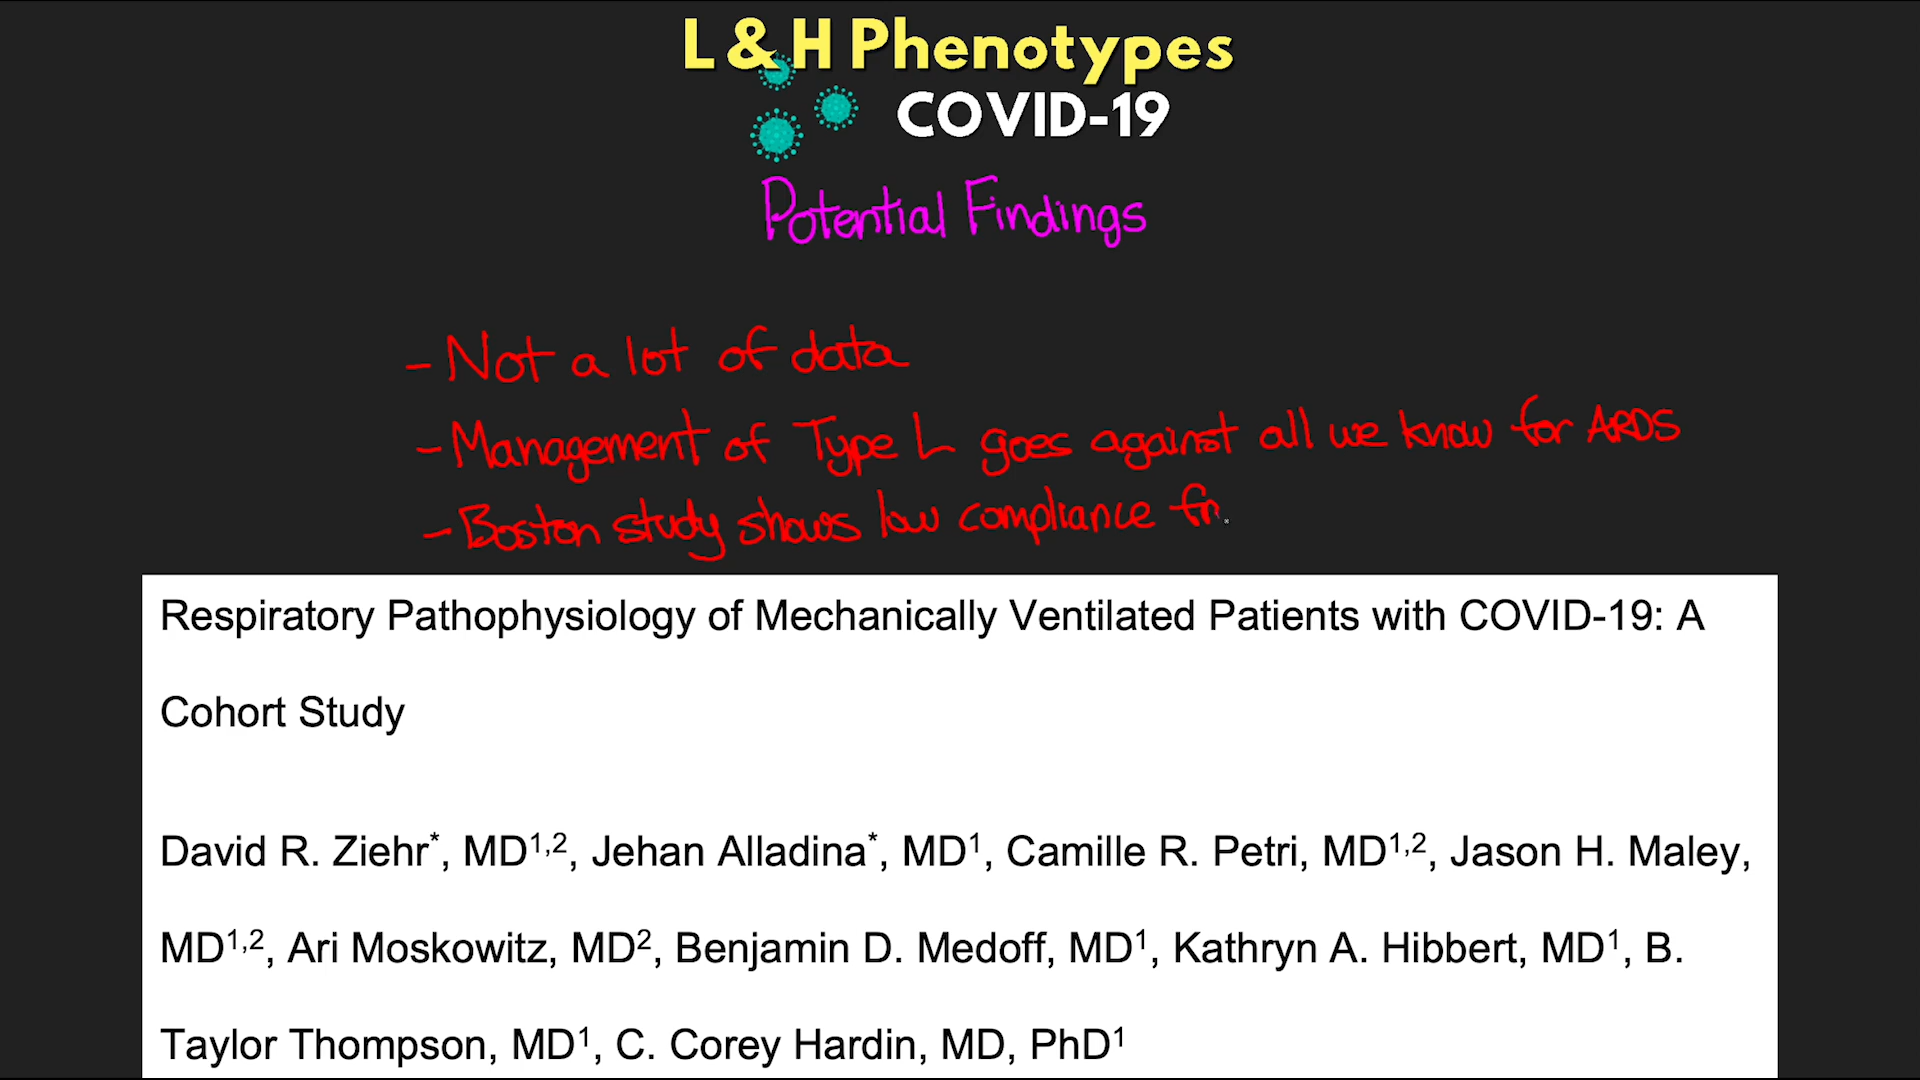 L & H Phenotypes
COVID-19
Potential Findings
- Not a lot of data
- Management of Type L goes against all we know for ARDS
- Boston study shows low compliance
Respiratory Pathophysiology of Mechanically Ventilated Patients with COVID-19: A
Cohort Study
David R. Ziehr*, MD1,2, Jehan Alladina*, MD1, Camille R. Petri, MD1,2, Jason H. Maley,
MD1,2, Ari Moskowitz, MD2, Benjamin D. Medoff, MD1, Kathryn A. Hibbert, MD1, B.
Taylor Thompson, MD1, C. Corey Hardin, MD, PhD1